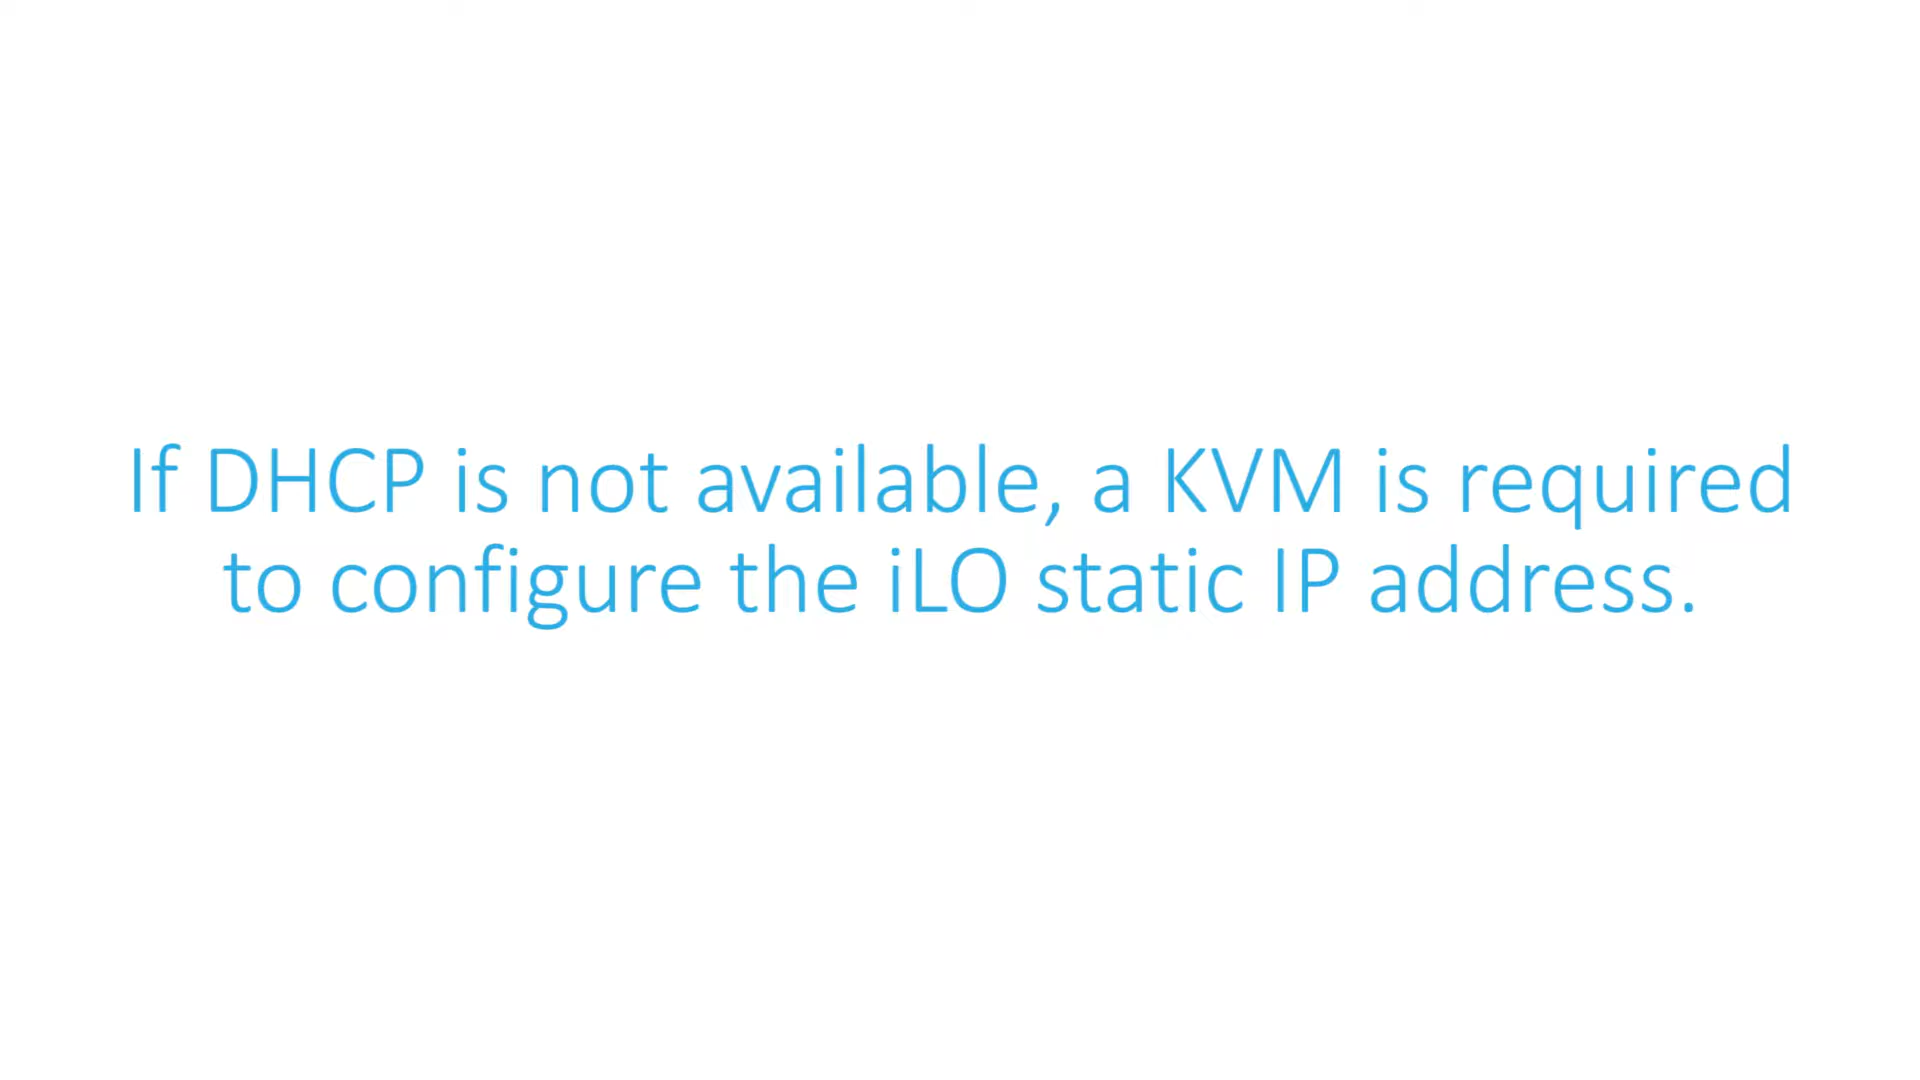 If DHCP is not available, a KVM is required
to configure the iLO static IP address.